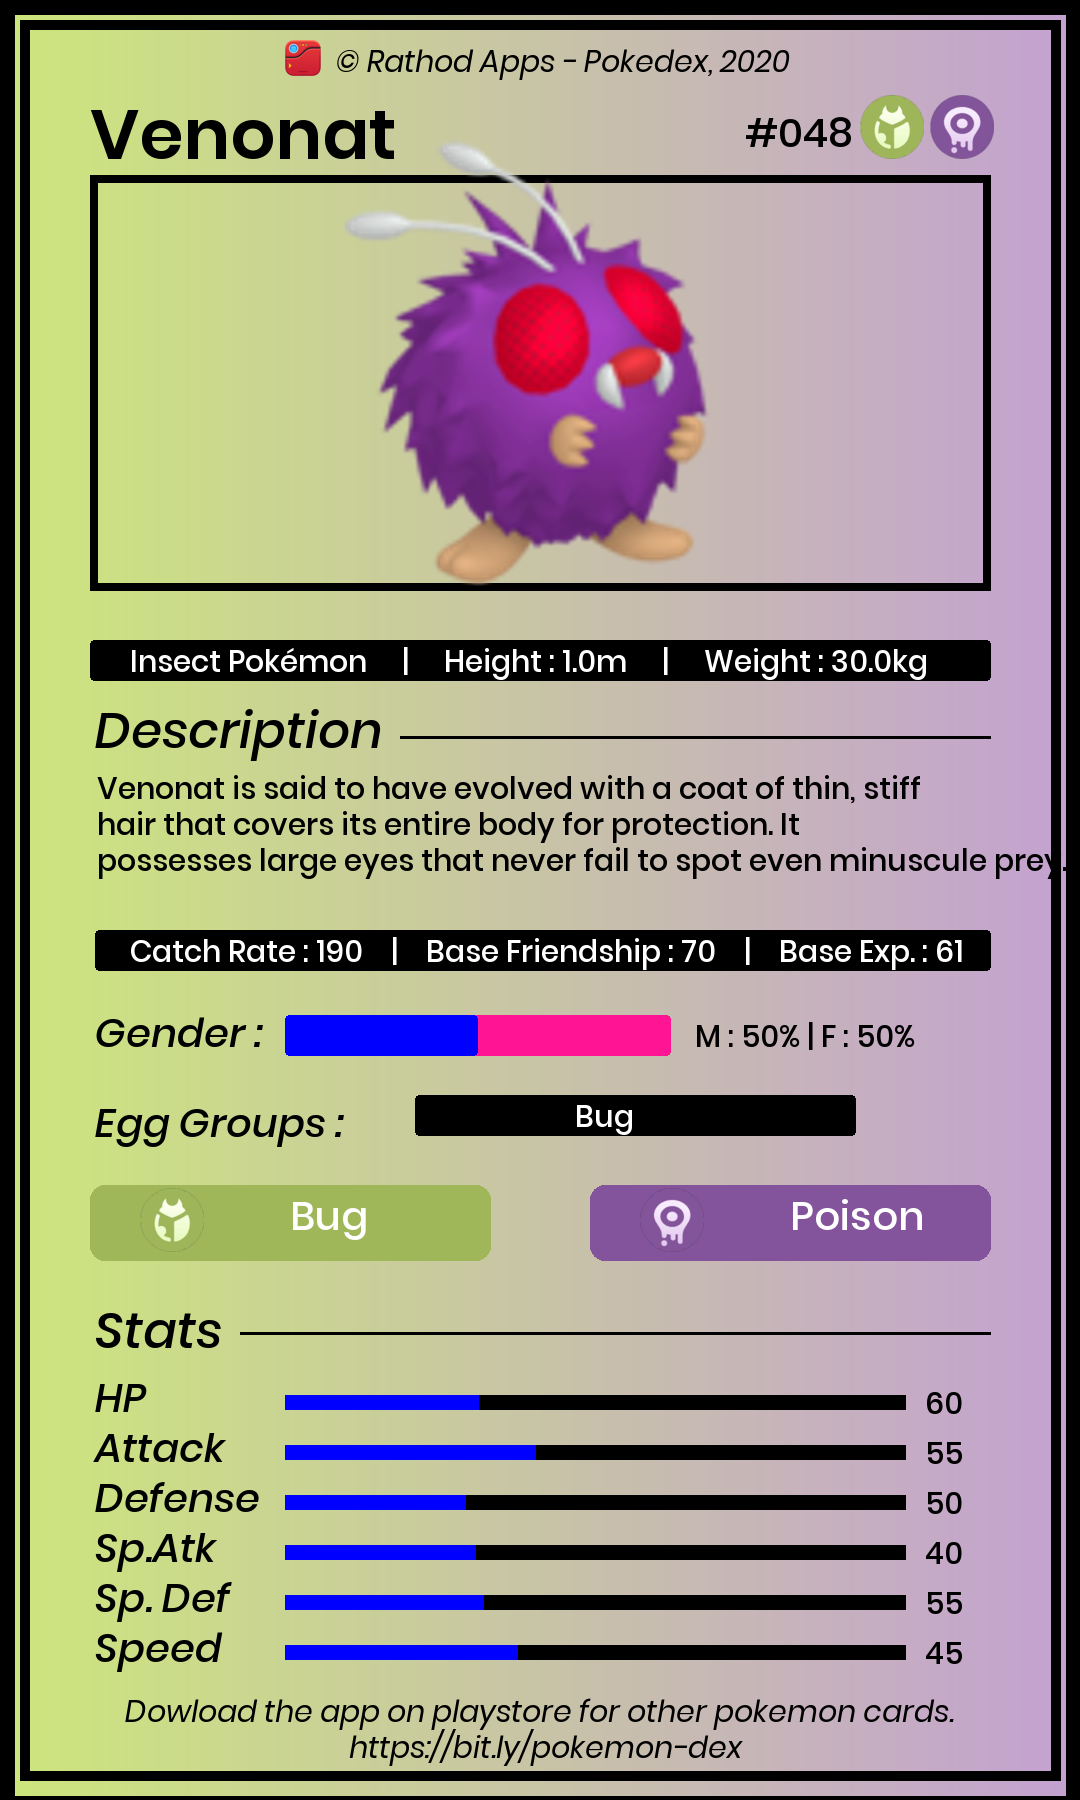 © Rathod Apps - Pokedex, 2020
Venonat #048
Insect Pokémon | Height : 1.0m | Weight : 30.0kg
Description
Venonat is said to have evolved with a coat of thin, stiff
hair that covers its entire body for protection. It
possesses large eyes that never fail to spot even minuscule prey.
Catch Rate : 190 | Base Friendship : 70 | Base Exp. : 61
Gender : M : 50% | F : 50%
Egg Groups : Bug
Bug Poison
Stats
HP 60
Attack 55
Defense 50
Sp.Atk 40
Sp. Def 55
Speed 45
Dowload the app on playstore for other pokemon cards.
https://bit.ly/pokemon-dex